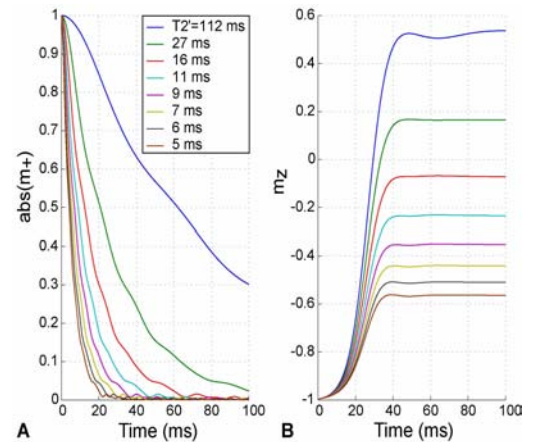 1
0.9
0.8
0.7
0.6
0.5
0.4
0.3
0.2
0.1
0
abs(m+)
T2'=112 ms
27 ms
16 ms
11 ms
9 ms
7 ms
6 ms
5 ms
0 20 40 60 80 100
A Time (ms)
0.6
0.4
0.2
0
-0.2
-0.4
-0.6
-0.8
-1
mz
0 20 40 60 80 100
B Time (ms)